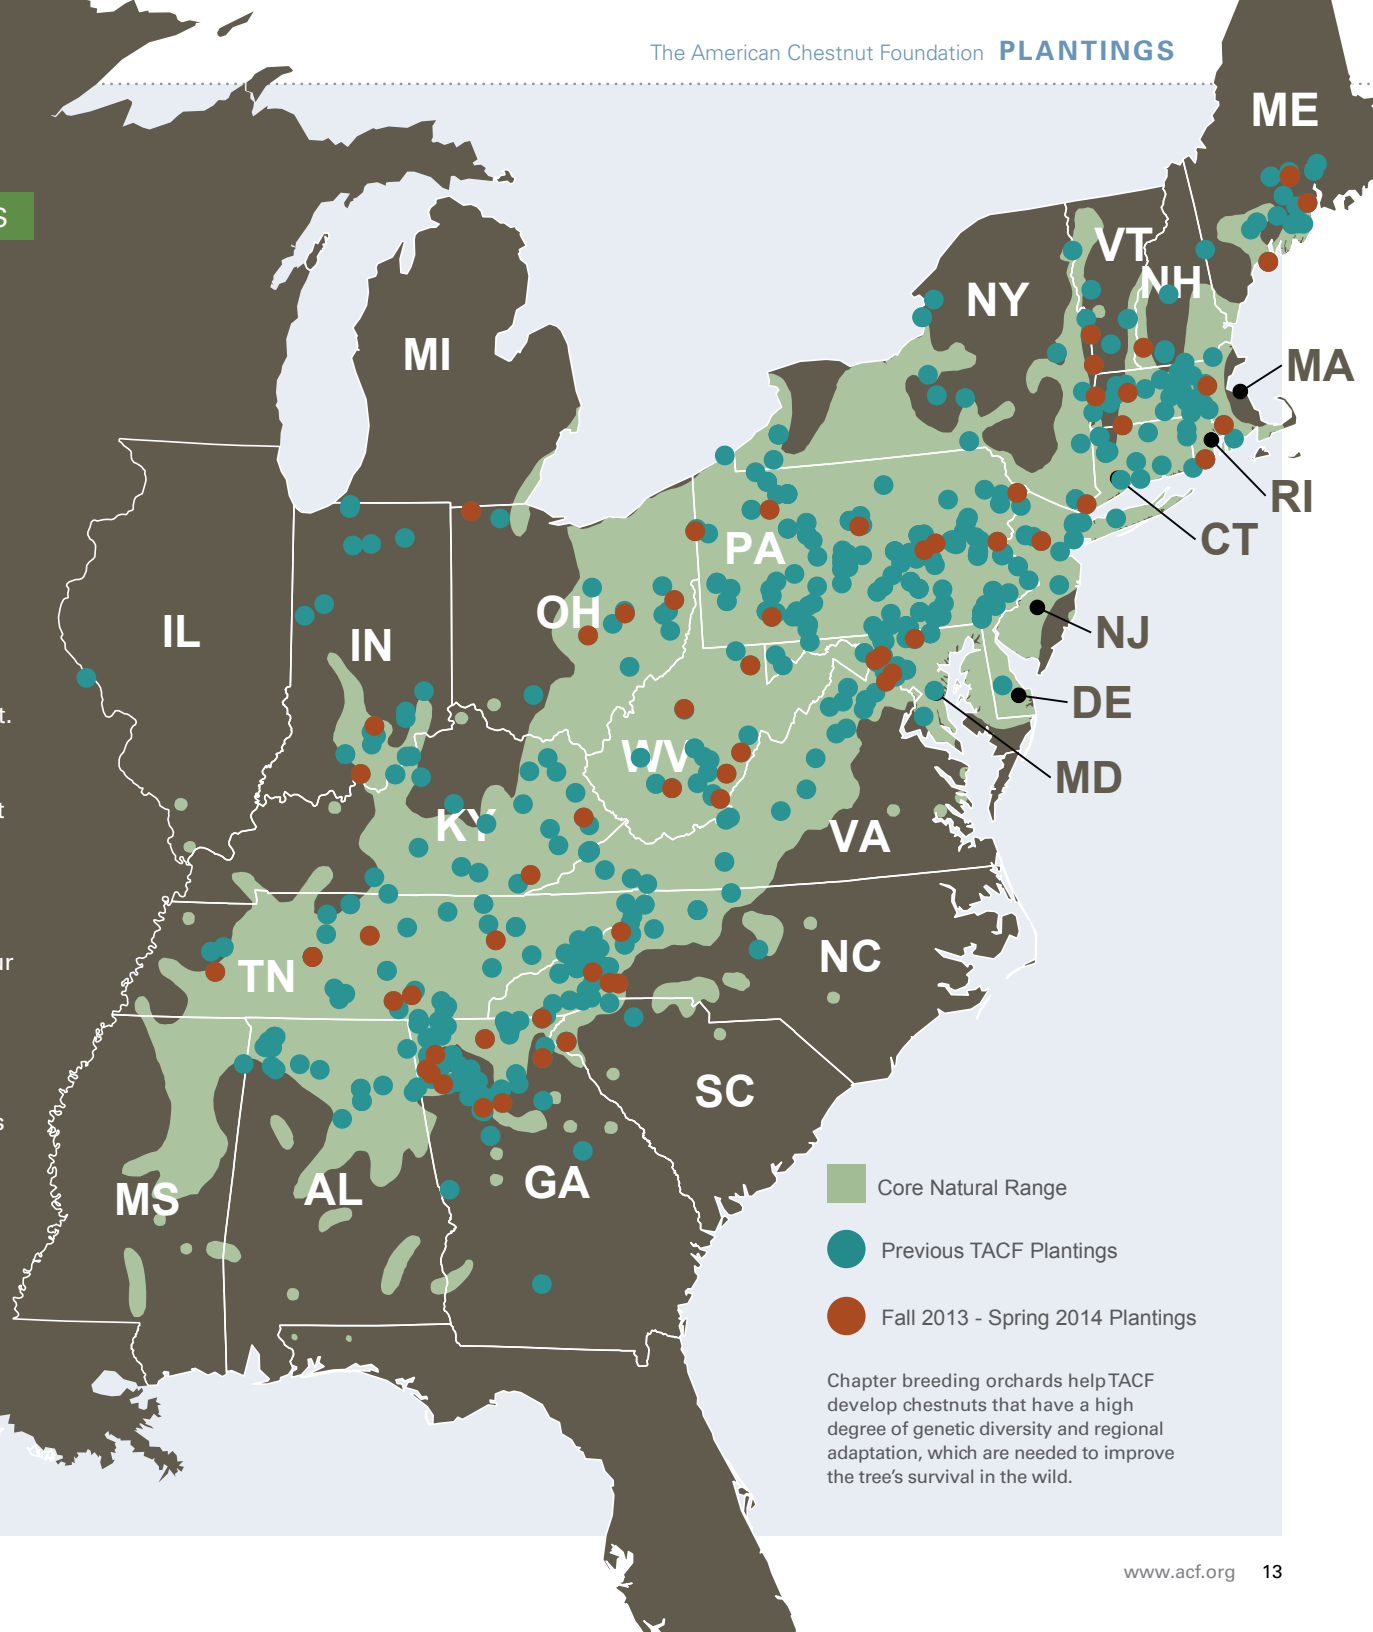 The American Chestnut Foundation PLANTINGS
ME
S
VT
NH
NY
MI
MA
RI
CT
PA
OH
IL
IN
NJ
t.
DE
WV
MD
t
KY
VA
ur
TN
NC
SC
s
GA
AL
MS
Core Natural Range
Previous TACF Plantings
Fall 2013 - Spring 2014 Plantings
Chapter breeding orchards help TACF
develop chestnuts that have a high
degree of genetic diversity and regional
adaptation, which are needed to improve
the tree's survival in the wild.
www.acf.org 13